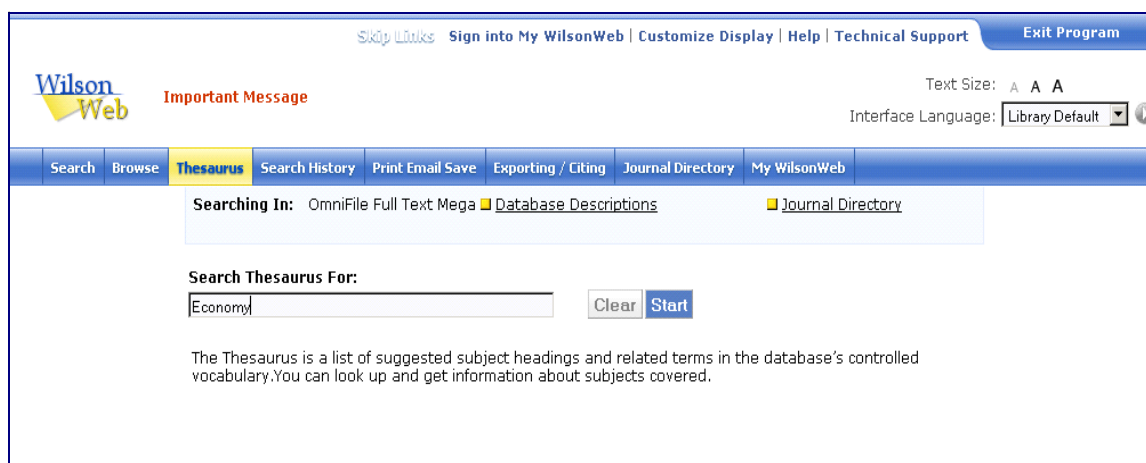 Skip Links Sign into My WilsonWeb | Customize Display | Help | Technical Support Exit Program
Wilson Web
Important Message
Text Size: A A A
Interface Language: Library Default
Search Browse Thesaurus Search History Print Email Save Exporting / Citing Journal Directory My WilsonWeb
Searching In: OmniFile Full Text Mega Database Descriptions Journal Directory
Search Thesaurus For:
Economy Clear Start
The Thesaurus is a list of suggested subject headings and related terms in the database's controlled
vocabulary.You can look up and get information about subjects covered.